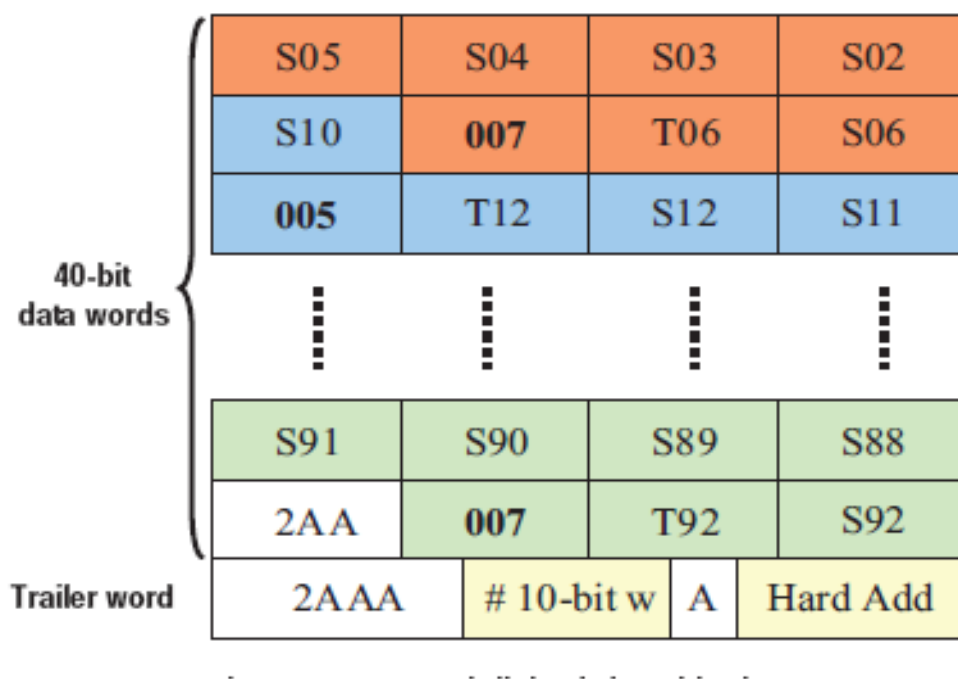 S05 S04 S03 S02
S10 007 T06 S06
005 T12 S12 S11
40-bit
data words
S91 S90 S89 S88
2AA 007 T92 S92
Trailer word 2AAA # 10-bit w A Hard Add